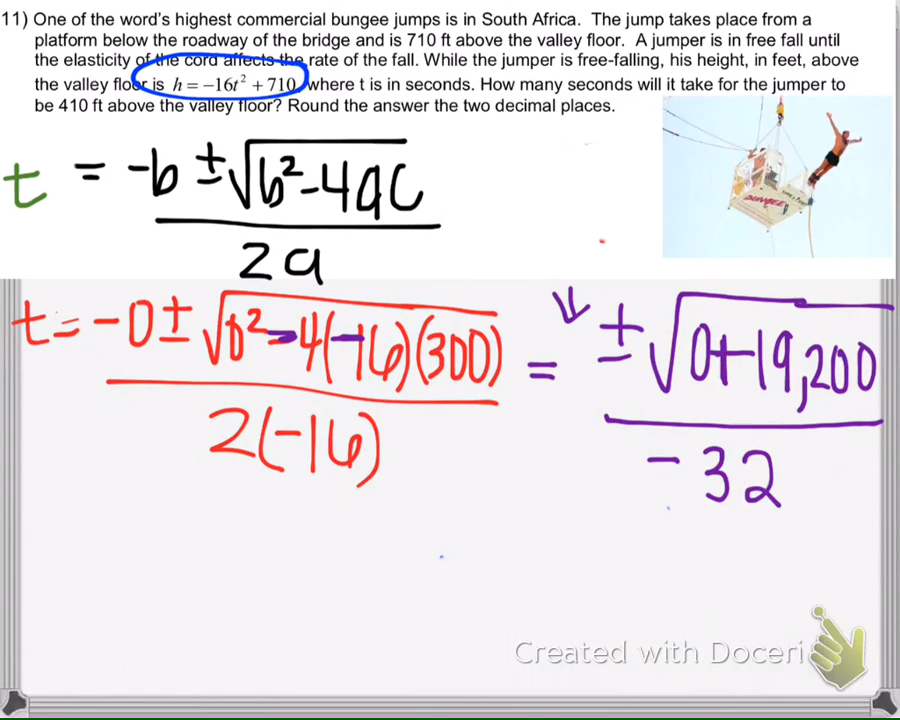 11) One of the word's highest commercial bungee jumps is in South Africa. The jump takes place from a
platform below the roadway of the bridge and is 710 ft above the valley floor. A jumper is in free fall until
the elasticity of the cord affects the rate of the fall. While the jumper is free-falling, his height, in feet, above
the valley floor is h = −16t² + 710, where t is in seconds. How many seconds will it take for the jumper to
be 410 ft above the valley floor? Round the answer the two decimal places.
BUNGEE
t = -b ± √(b² - 4ac) / 2a
t = -0 ± √(0² - 4(-16)(300)) / 2(-16) = ± √(0 + 19,200) / -32
Created with Doceri